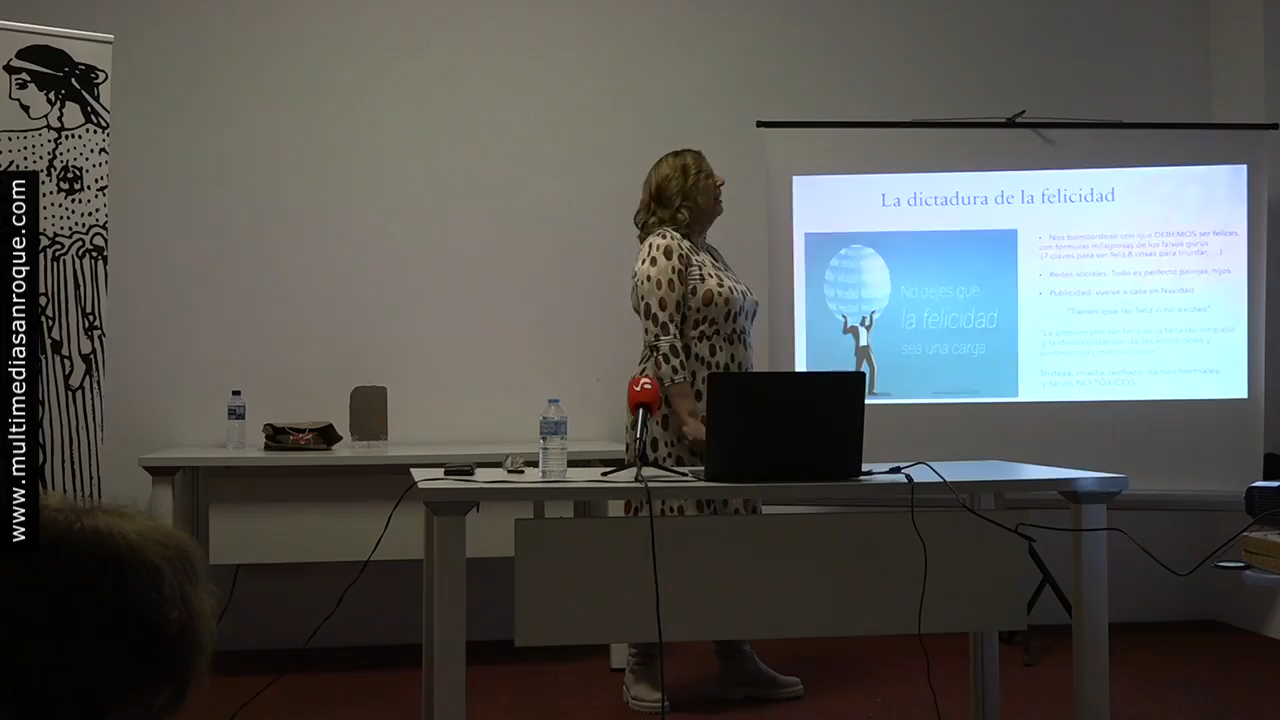 www.multimediasanroque.com
La dictadura de la felicidad
No dejes que
la felicidad
sea una carga
• Nos bombardean con que DEBEMOS ser felices,
con fórmulas milagrosas de los falsos gurus
(7 claves para ser feliz,8 cosas para triunfar, ...)
• Redes sociales: Todo es perfecto parejas, hijos
• Publicidad: vuelve a casa en Navidad
"Tienes que ser feliz o no existes"
Tristeza, miedo, rechazo, ira son normales
y sanos NO TÓXICOS